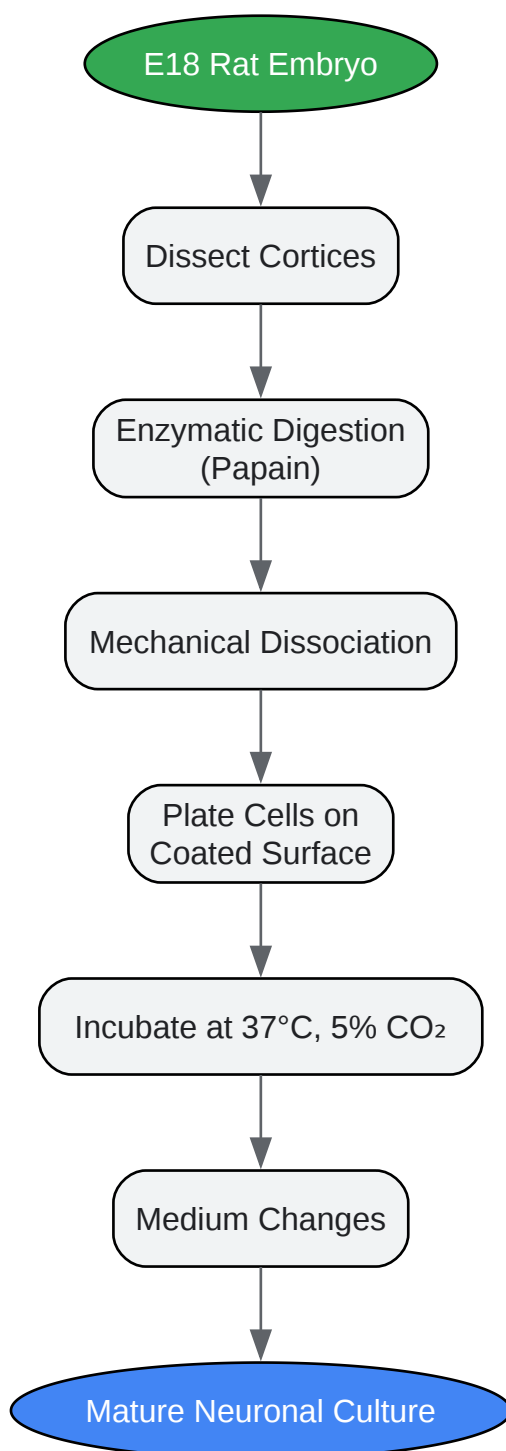 E18 Rat Embryo
Dissect Cortices
Enzymatic Digestion
(Papain)
Mechanical Dissociation
Plate Cells on
Coated Surface
Incubate at 37°C, 5% CO₂
Medium Changes
Mature Neuronal Culture